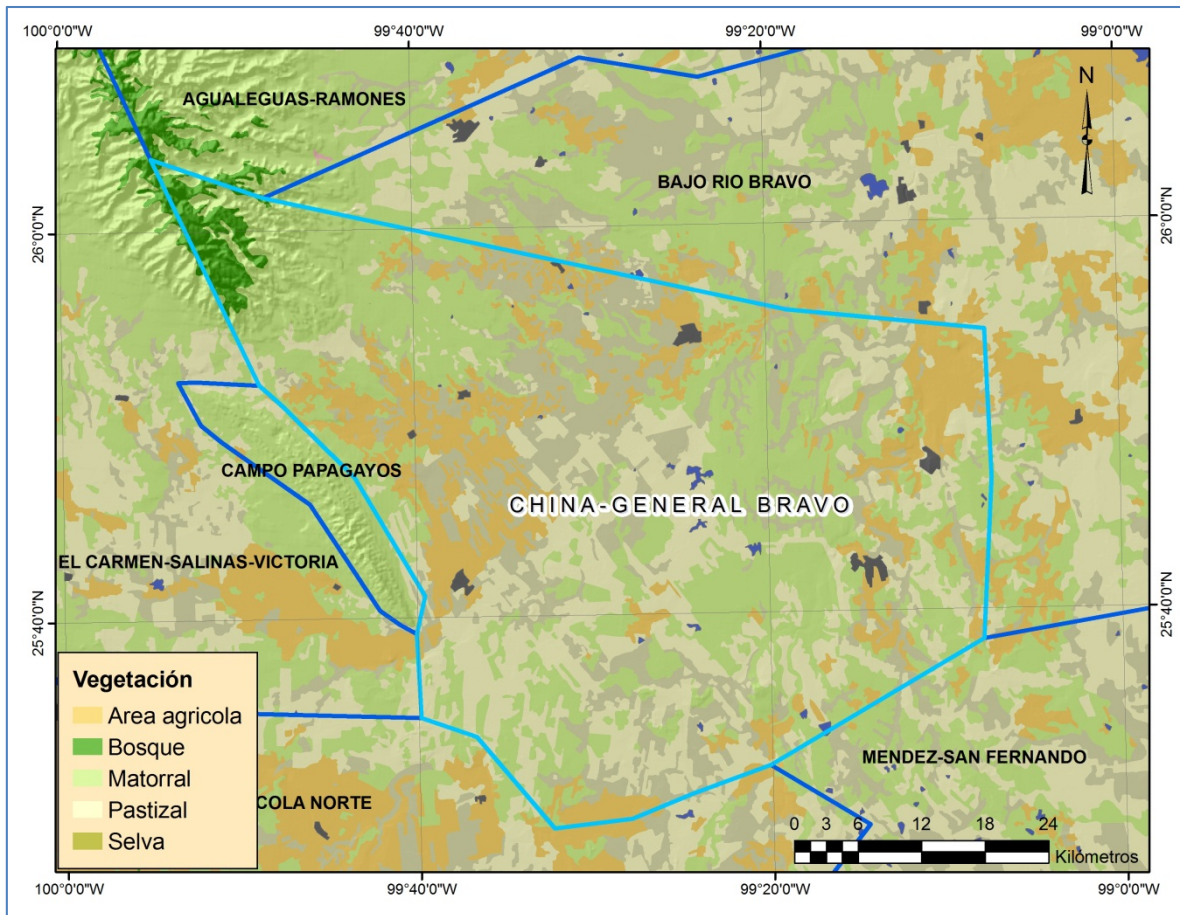 100°0'0"W 99°40'0"W 99°20'0"W 99°0'0"W
AGUALEGUAS-RAMONES
N
BAJO RIO BRAVO
26°0'0"N
26°0'0"N
CAMPO PAPAGAYOS
CHINA-GENERAL BRAVO
EL CARMEN-SALINAS-VICTORIA
25°40'0"N
25°40'0"N
Vegetación
Area agricola
Bosque
Matorral
Pastizal
Selva
COLA NORTE
MENDEZ-SAN FERNANDO
0 3 6 12 18 24
Kilómetros
100°0'0"W 99°40'0"W 99°20'0"W 99°0'0"W